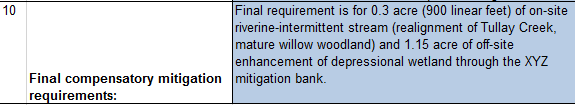 10
Final compensatory mitigation
requirements:
Final requirement is for 0.3 acre (900 linear feet) of on-site
riverine-intermittent stream (realignment of Tullay Creek,
mature willow woodland) and 1.15 acre of off-site
enhancement of depressional wetland through the XYZ
mitigation bank.